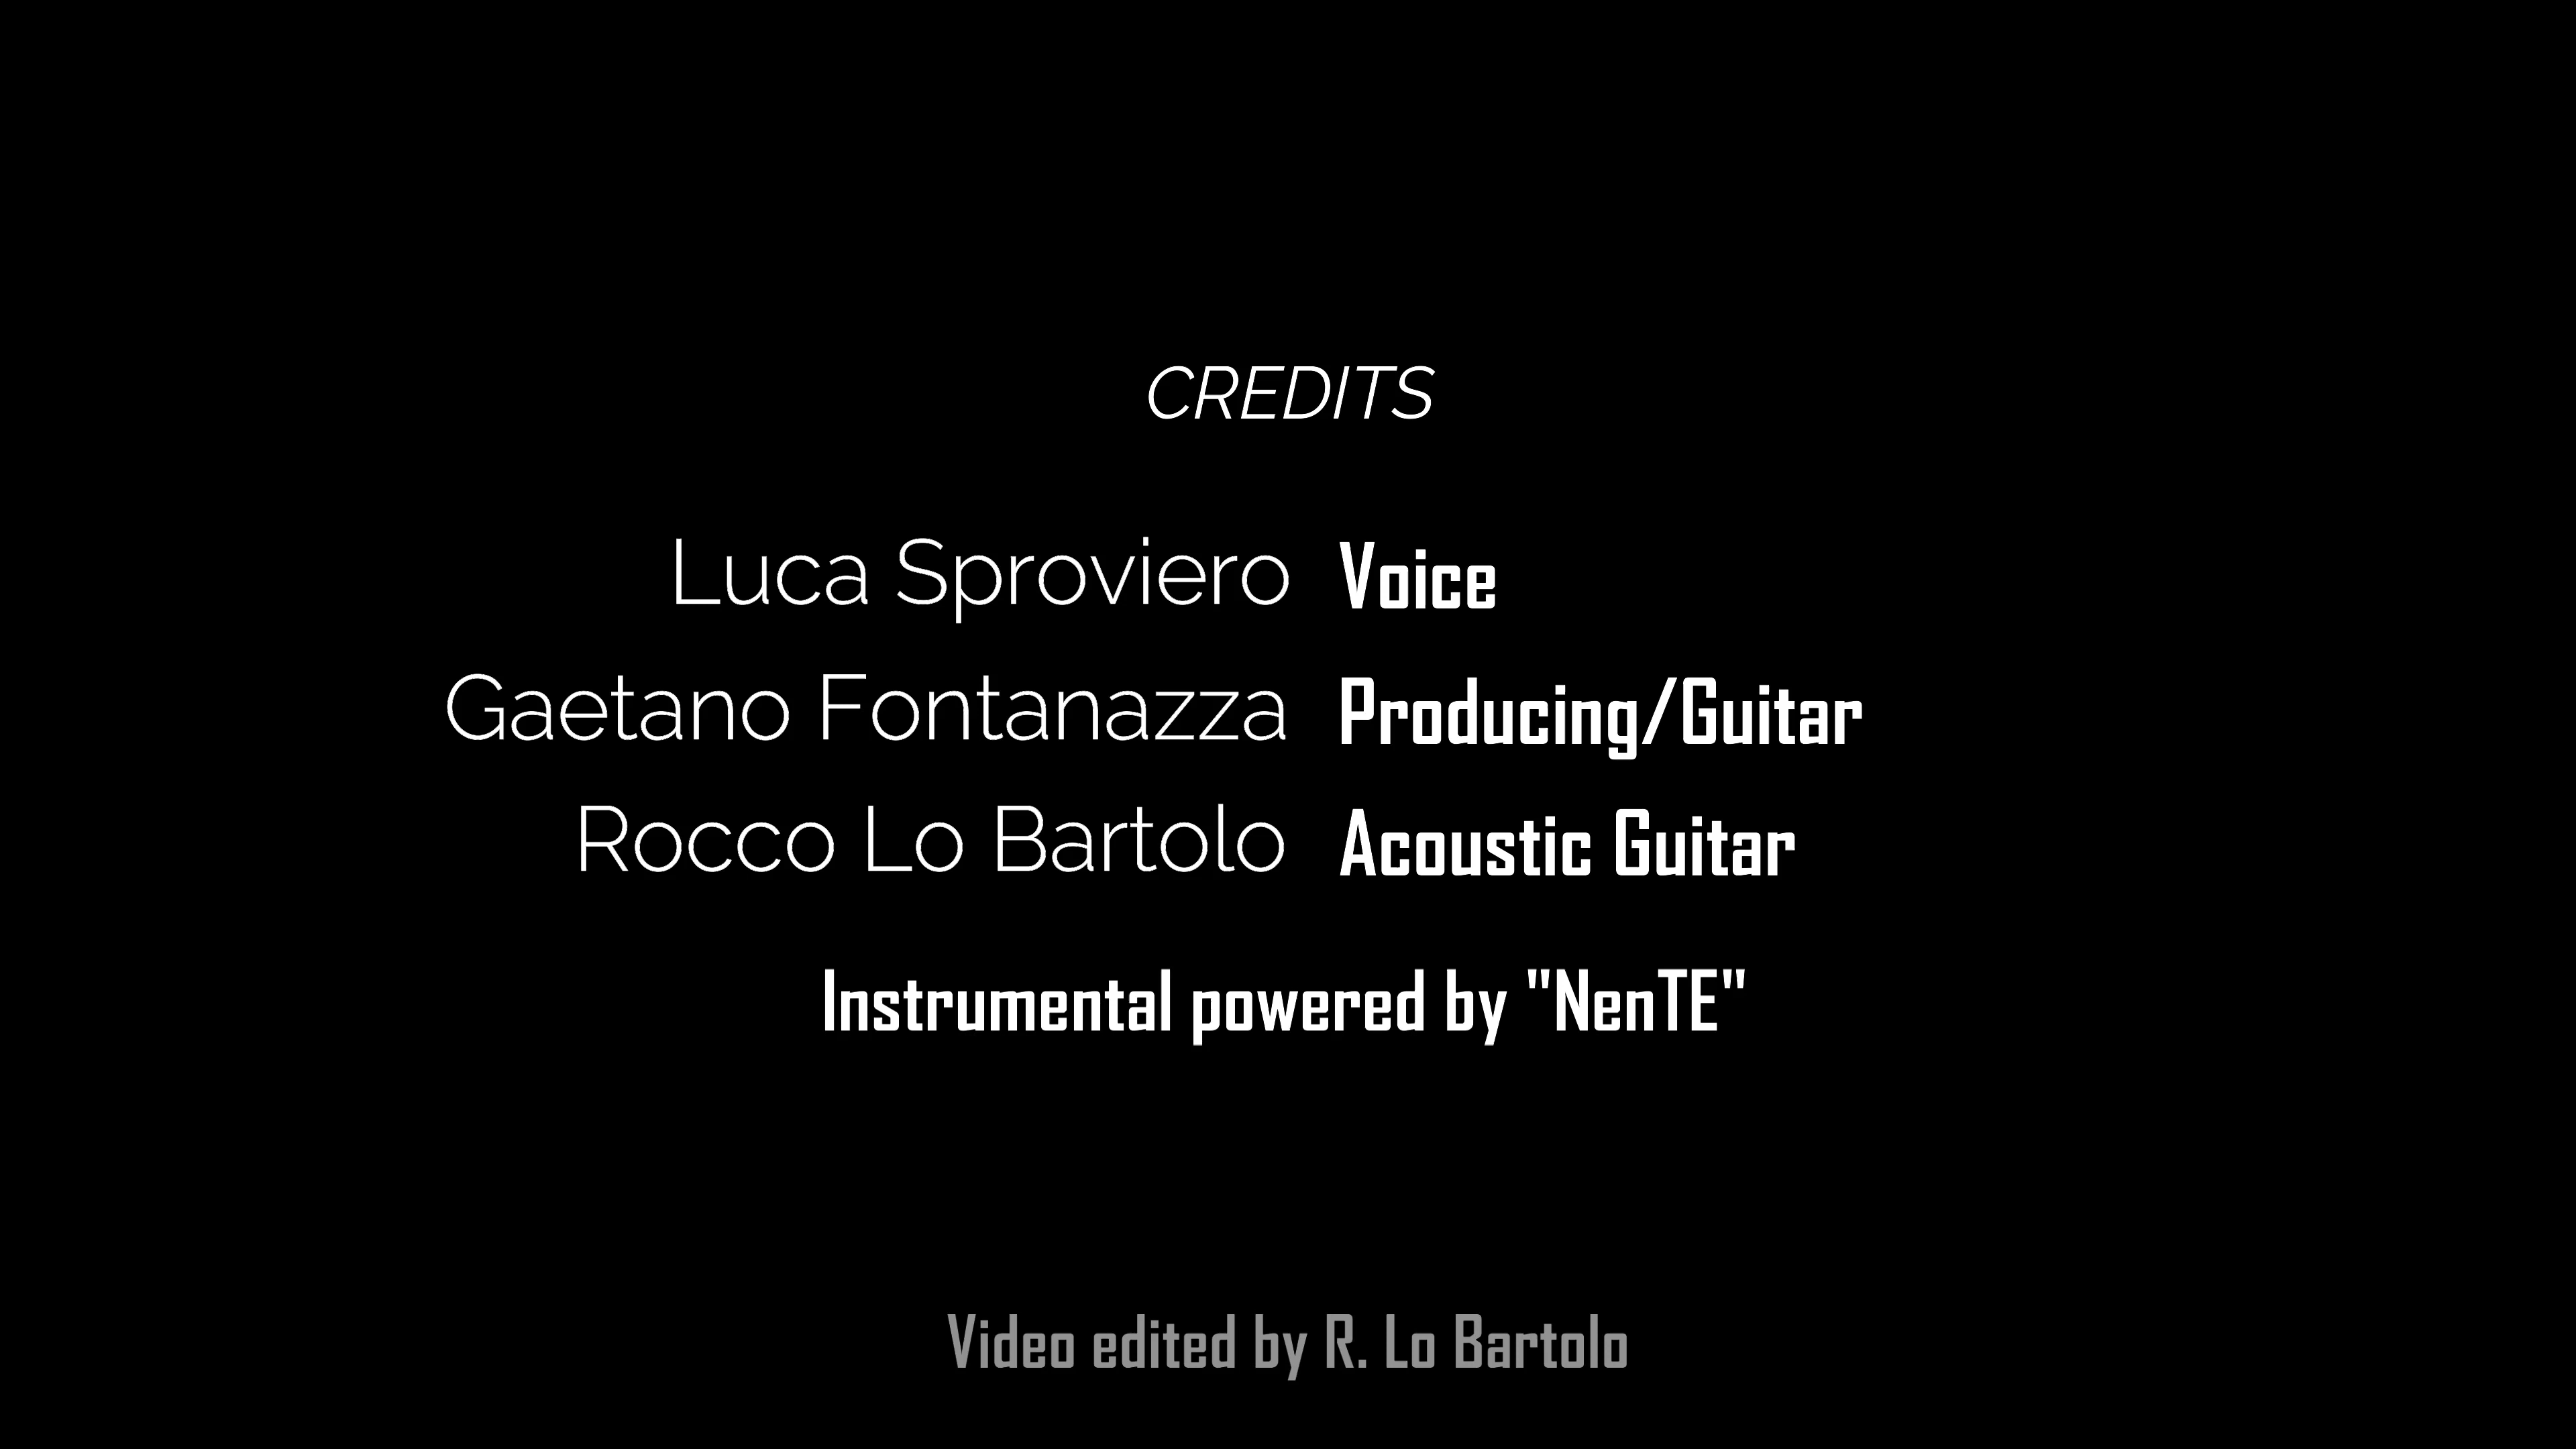 CREDITS
Luca Sproviero Voice
Gaetano Fontanazza Producing/Guitar
Rocco Lo Bartolo Acoustic Guitar
Instrumental powered by "NenTE"
Video edited by R. Lo Bartolo